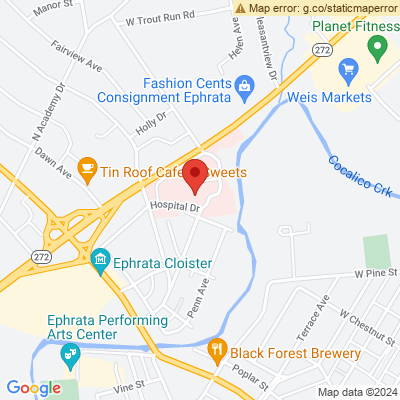 Manor St
W Trout Run Rd
Map error: g.co/staticmaperror
Pleasantview Dr
Helen Ave
Planet Fitness
Fairview Ave
272
Fashion Cents
Consignment Ephrata
Weis Markets
N Academy Dr
Holly Dr
Dawn Ave
Tin Roof Cafe Sweets
Cocalico Crk
Hospital Dr
272
Ephrata Cloister
W Pine St
Penn Ave
Terrace Ave
W Chestnut St
Ephrata Performing
Arts Center
Black Forest Brewery
Poplar St
Vine St
Google
Map data ©2024